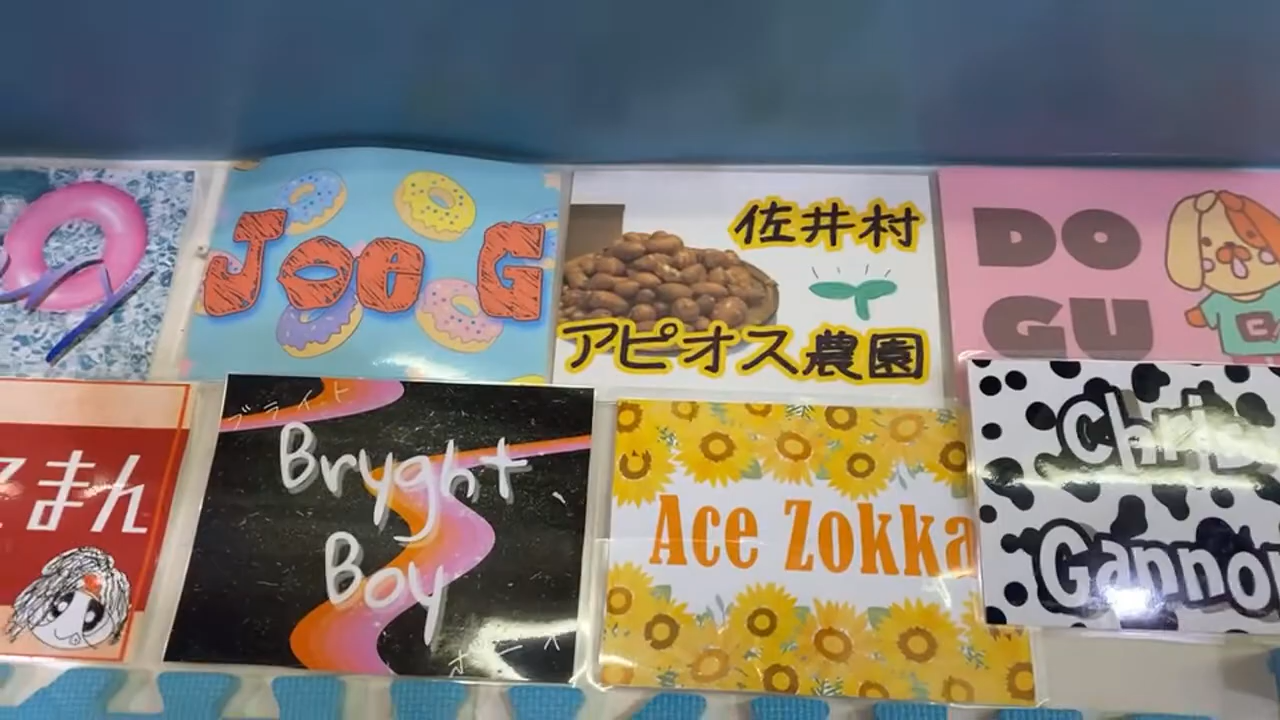 Joe G
佐井村
アピオス農園
DO
GU
まん
ブライト
Bryght
Boy
ボーイ
Ace Zokka
Chris
Gannon